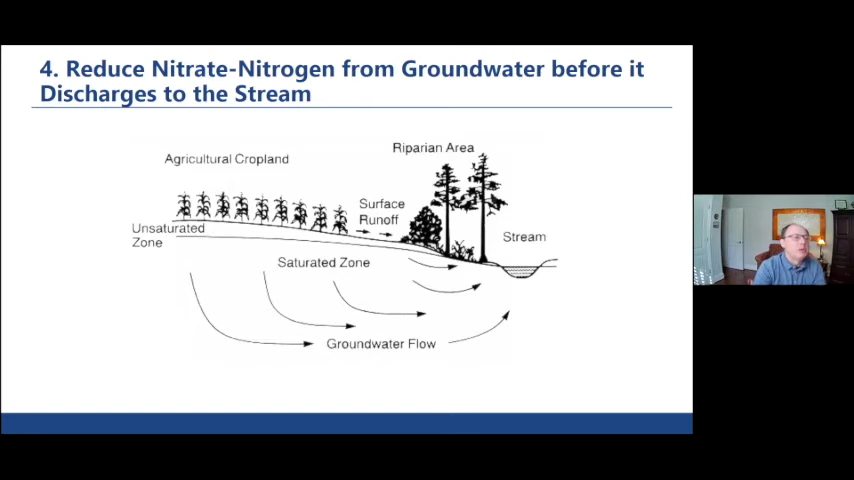 4. Reduce Nitrate-Nitrogen from Groundwater before it
Discharges to the Stream
Riparian Area
Agricultural Cropland
Surface
Runoff
Unsaturated
Zone
Stream
Saturated Zone
Groundwater Flow